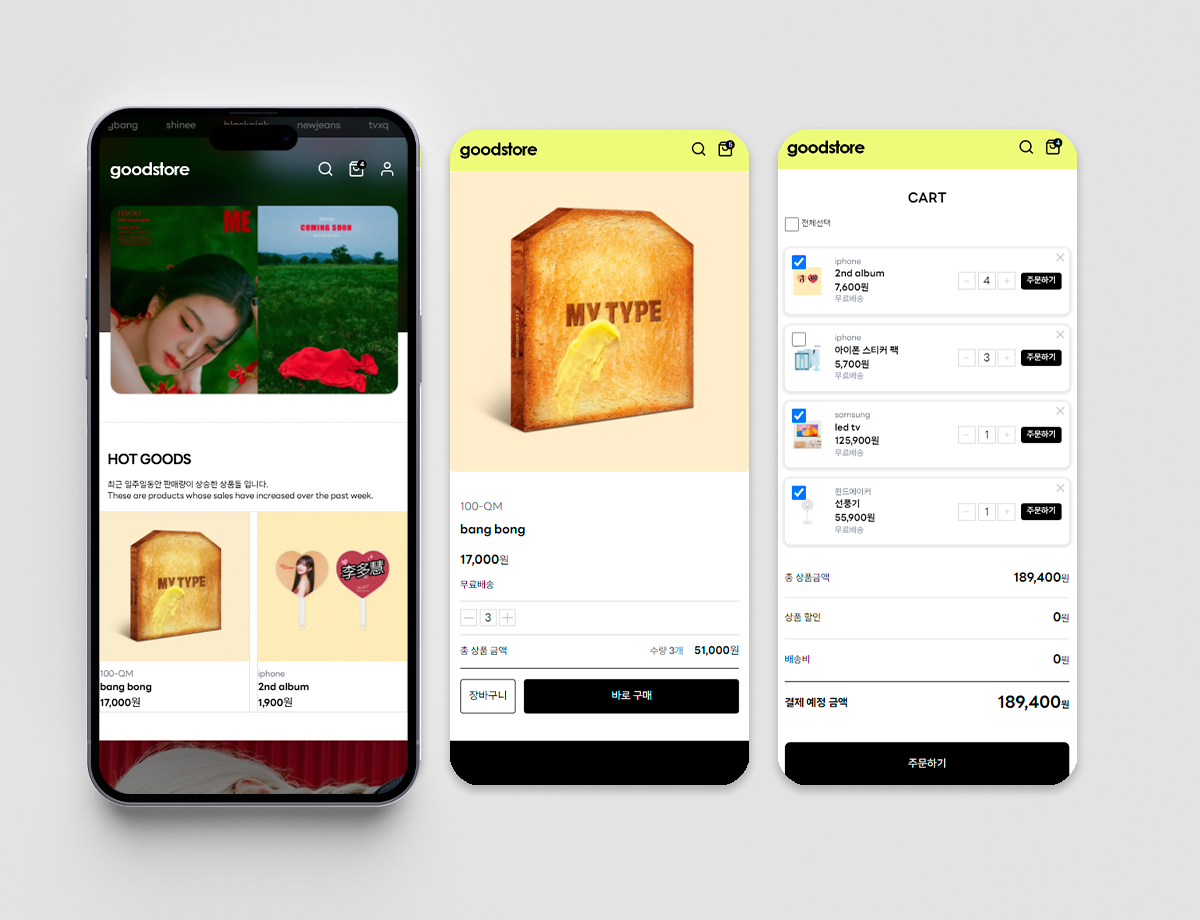 ybang shinee blackpink newjeans tvxq
goodstore
4
JISOO
ME
JISOO
COMING SOON
HOT GOODS
최근 일주일동안 판매량이 상승한 상품들 입니다.
These are products whose sales have increased over the past week.
MY TYPE
李多慧
100-QM
bang bong
17,000원
iphone
2nd album
1,900원
goodstore
5
MY TYPE
100-QM
bang bong
17,000원
무료배송
3
총 상품 금액 수량 3개 51,000원
장바구니 바로 구매
goodstore
4
CART
전체선택
iphone
2nd album
7,600원
무료배송
4 주문하기
iphone
아이폰 스티커 팩
5,700원
무료배송
3 주문하기
samsung
led tv
125,900원
무료배송
1 주문하기
윈드메이커
선풍기
55,900원
무료배송
1 주문하기
총 상품금액 189,400원
상품 할인 0원
배송비 0원
결제 예정 금액 189,400원
주문하기